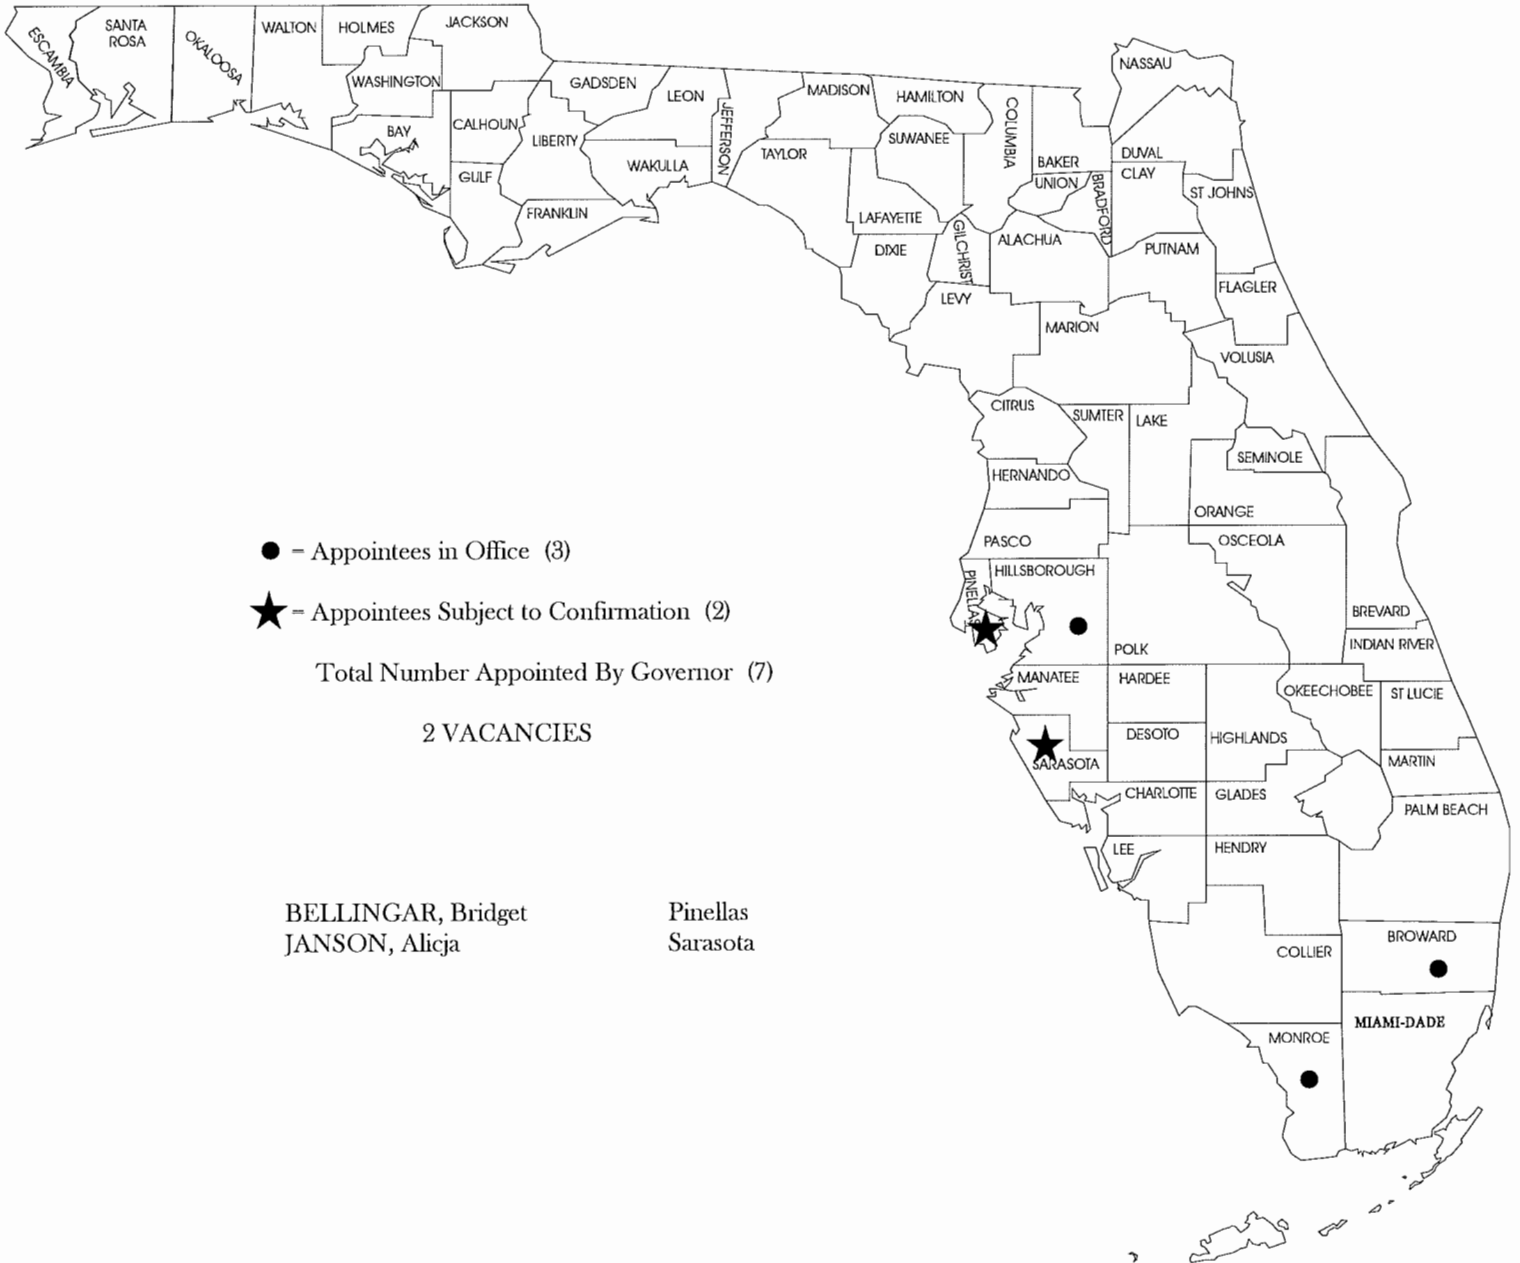 ESCAMBIA
SANTA
ROSA
OKALOOSA
WALTON
HOLMES
JACKSON
WASHINGTON
BAY
CALHOUN
GULF
GADSDEN
LIBERTY
FRANKLIN
LEON
WAKULLA
JEFFERSON
MADISON
TAYLOR
HAMILTON
SUWANEE
LAFAYETTE
DIXIE
COLUMBIA
GILCHRIST
BAKER
UNION
BRADFORD
NASSAU
DUVAL
CLAY
ST JOHNS
ALACHUA
PUTNAM
FLAGLER
LEVY
MARION
VOLUSIA
CITRUS
SUMTER
LAKE
SEMINOLE
HERNANDO
ORANGE
PASCO
OSCEOLA
PINELLAS
HILLSBOROUGH
POLK
BREVARD
INDIAN RIVER
MANATEE
HARDEE
OKEECHOBEE
ST LUCIE
DESOTO
HIGHLANDS
SARASOTA
MARTIN
CHARLOTTE
GLADES
PALM BEACH
LEE
HENDRY
COLLIER
BROWARD
MIAMI-DADE
MONROE
= Appointees in Office (3)
= Appointees Subject to Confirmation (2)
Total Number Appointed By Governor (7)
2 VACANCIES
BELLINGAR, Bridget Pinellas
JANSON, Alicja Sarasota